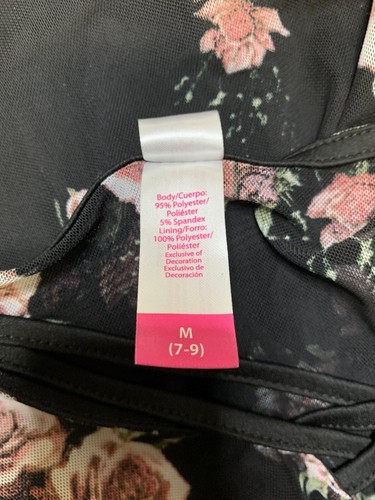 Body/Cuerpo:
95% Polyester/
Poliéster
5% Spandex
Lining/Forro:
100% Polyester/
Poliéster
Exclusive of
Decoration
Exclusivo de
Decoración
M
(7-9)